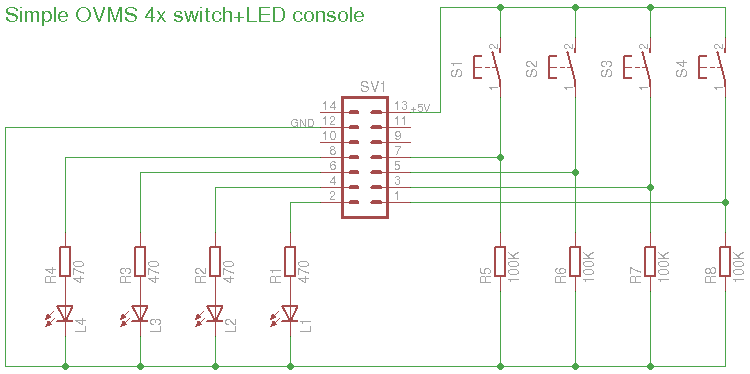 Simple OVMS 4x switch+LED console
S1
2
1
S2
2
1
S3
2
1
S4
2
1
SV1
14
13
+5V
GND
12
11
10
9
8
7
6
5
4
3
2
1
R4
470
R3
470
R2
470
R1
470
R5
100K
R6
100K
R7
100K
R8
100K
L4
L3
L2
L1